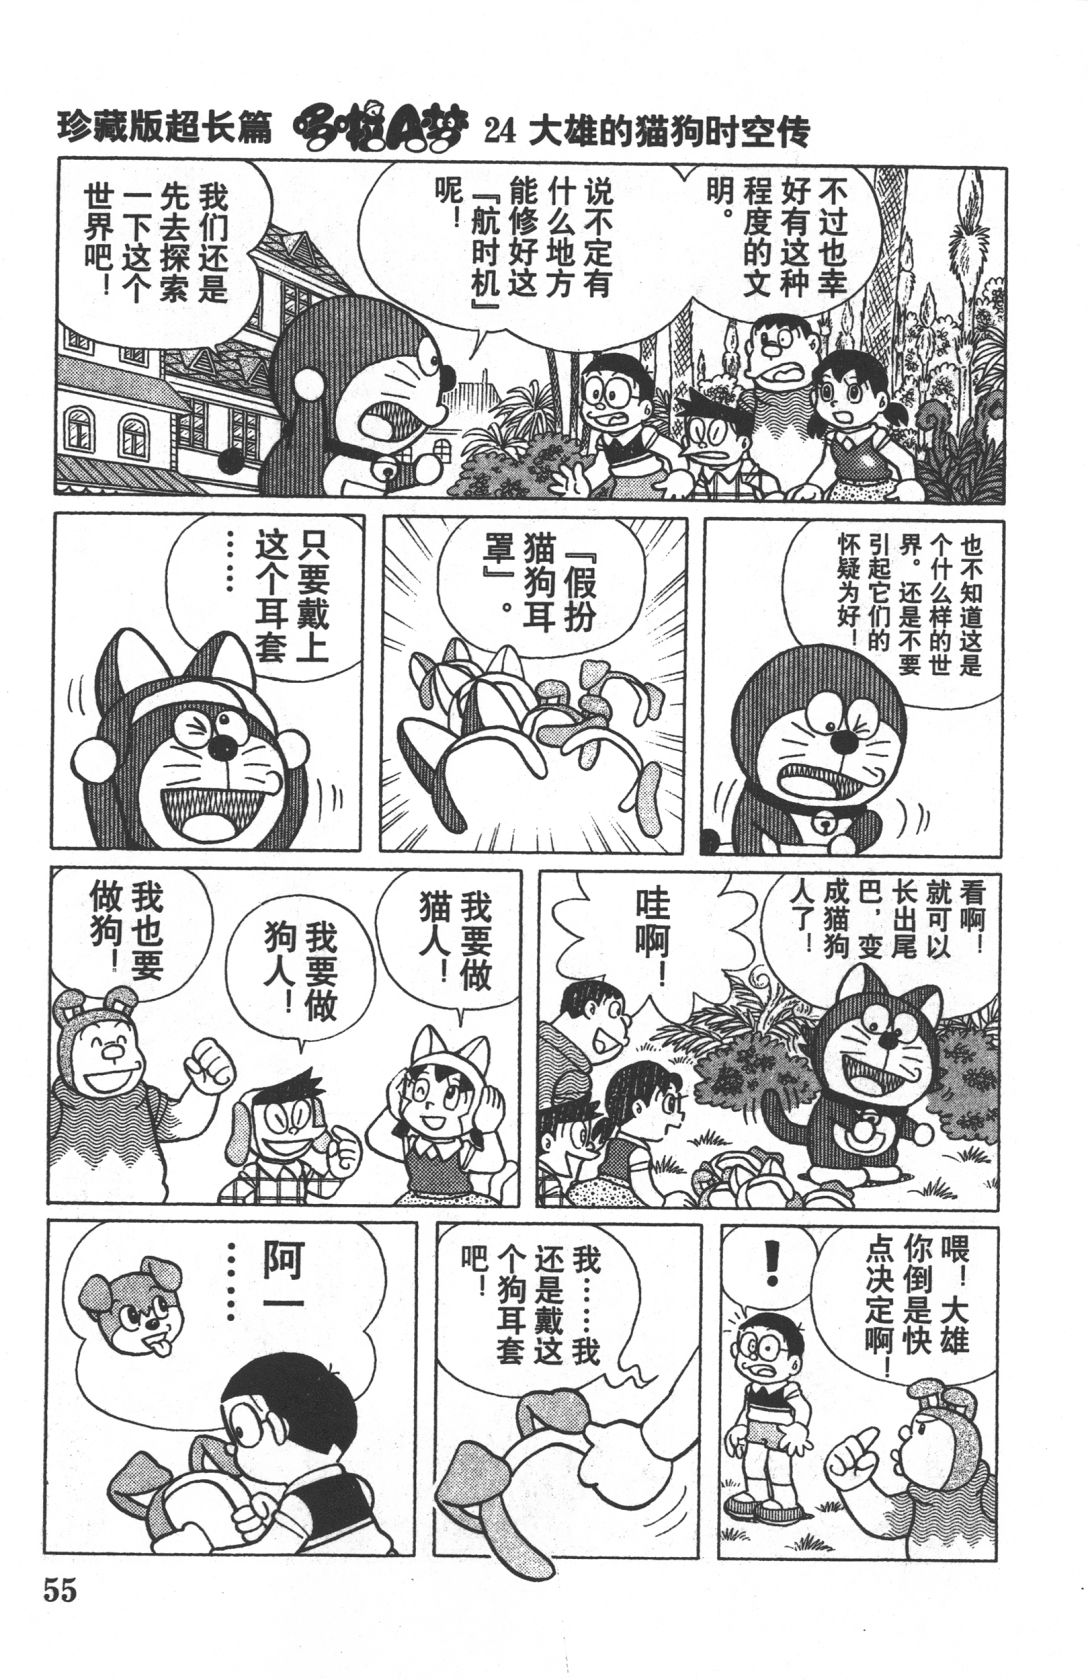 珍藏版超长篇 哆啦A梦 24 大雄的猫狗时空传
不过也幸
好有这种
程度的文
明。
说不定有
什么地方
能修好这
『航时机』
呢！
我们还是
先去探索
一下这个
世界吧！
也不知道这是
个什么样的世
界。还是不要
引起它们的
怀疑为好！
『假扮
猫狗耳
罩』。
只要戴上
这个耳套
……
看啊！
就可以
长出尾
巴，变
成猫狗
人了！
哇啊！
我要做
猫人！
我要做
狗人！
我也要
做狗！
喂！大雄
你倒是快
点决定啊！
！
我……我
还是戴这
个狗耳套
吧！
阿一
……
55